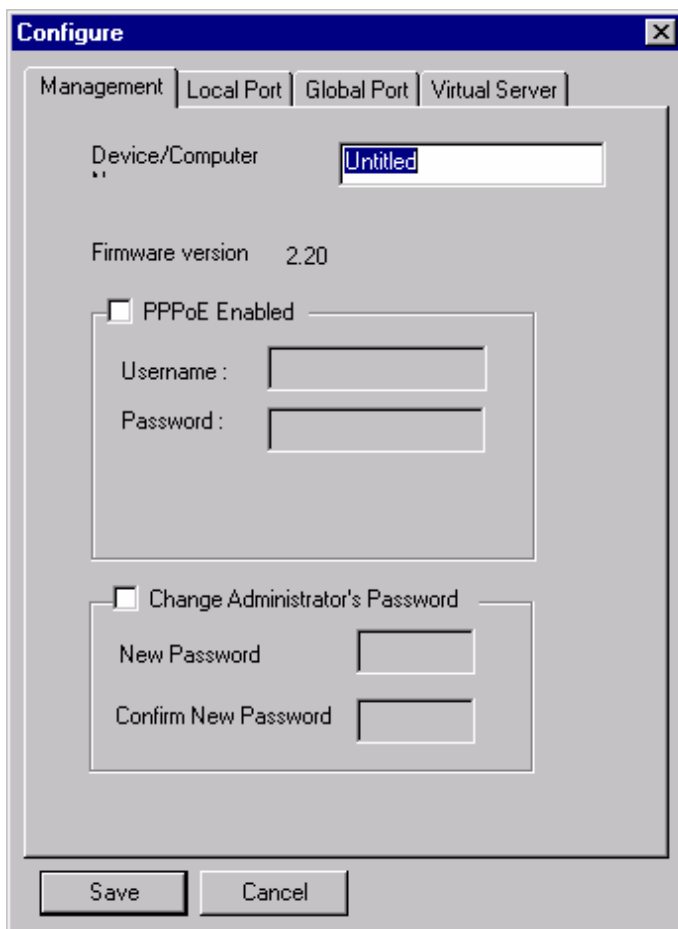 Configure
Management Local Port Global Port Virtual Server
Device/Computer
Untitled
Firmware version 2.20
PPPoE Enabled
Username :
Password :
Change Administrator's Password
New Password
Confirm New Password
Save Cancel